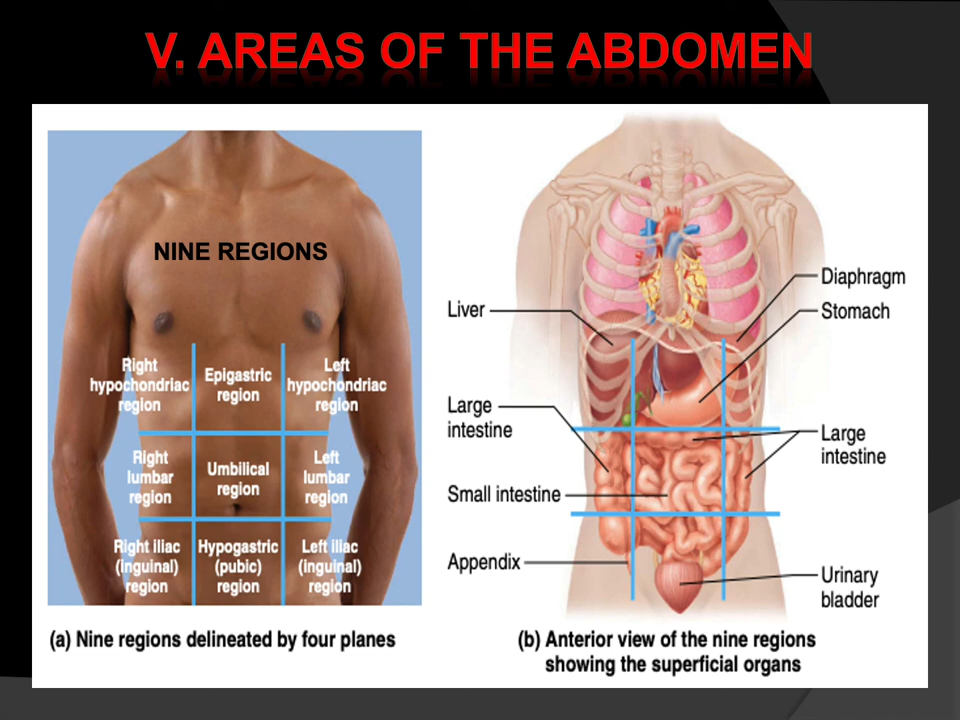 V. AREAS OF THE ABDOMEN
NINE REGIONS
Right
hypochondriac
region
Epigastric
region
Left
hypochondriac
region
Right
lumbar
region
Umbilical
region
Left
lumbar
region
Right iliac
(inguinal)
region
Hypogastric
(pubic)
region
Left iliac
(inguinal)
region
(a) Nine regions delineated by four planes
Liver
Large
intestine
Small intestine
Appendix
Diaphragm
Stomach
Large
intestine
Urinary
bladder
(b) Anterior view of the nine regions
showing the superficial organs